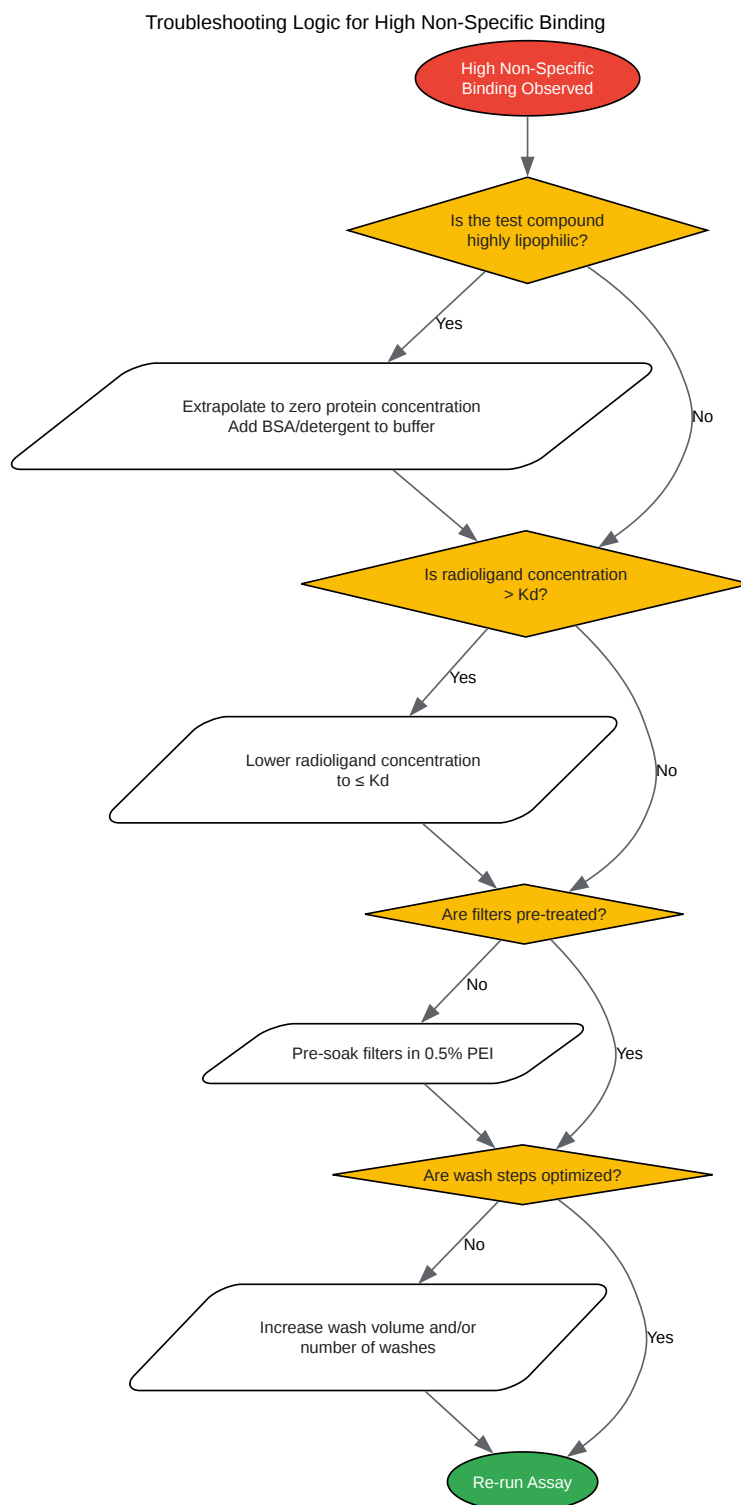 Troubleshooting Logic for High Non-Specific Binding
High Non-Specific
Binding Observed
Is the test compound
highly lipophilic?
Yes
Extrapolate to zero protein concentration
Add BSA/detergent to buffer
No
Is radioligand concentration
> Kd?
Yes
Lower radioligand concentration
to ≤ Kd
No
Are filters pre-treated?
No
Pre-soak filters in 0.5% PEI
Yes
Are wash steps optimized?
No
Increase wash volume and/or
number of washes
Yes
Re-run Assay